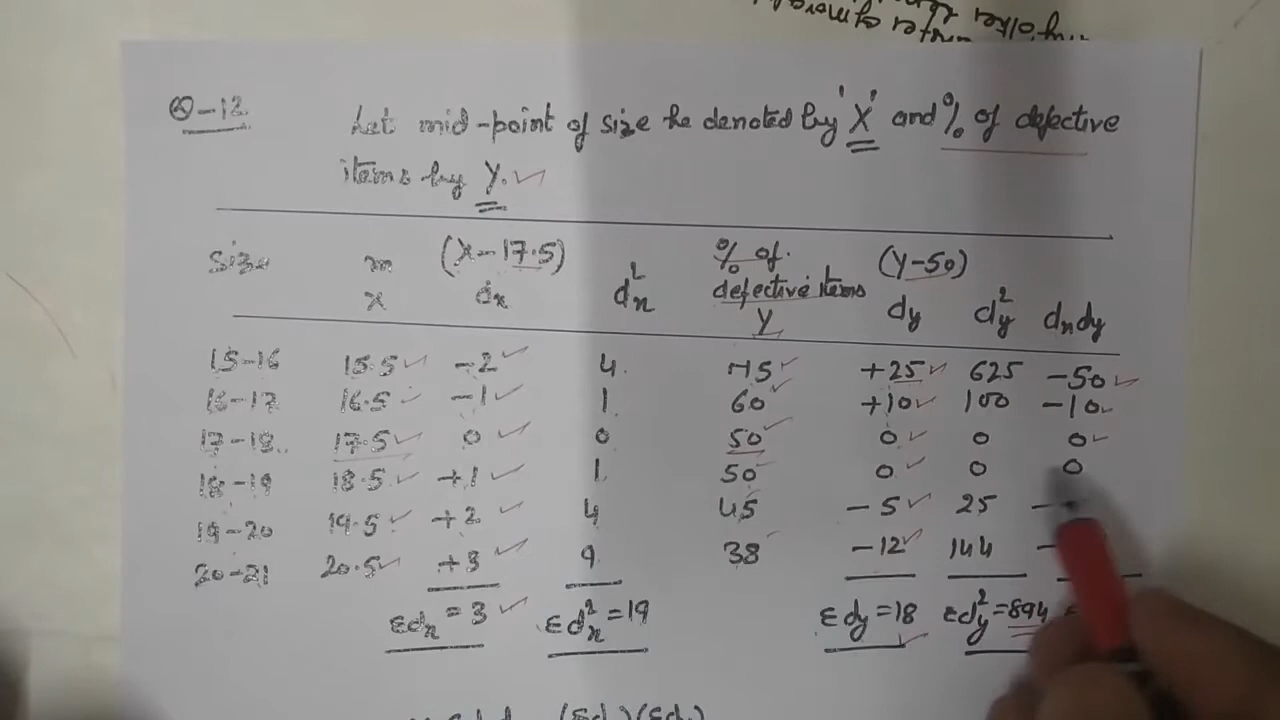 Q-12 Let mid-point of size be denoted by 'X' and % of defective
items by Y.
Size m (X-17.5) % of (Y-50)
x dx dx² defective items dy dy² dxdy
Y
15-16 15.5 -2 4 75 +25 625 -50
16-17 16.5 -1 1 60 +10 100 -10
17-18 17.5 0 0 50 0 0 0
18-19 18.5 +1 1 50 0 0 0
19-20 19.5 +2 4 45 -5 25 -
20-21 20.5 +3 9 38 -12 144 -
Σdx=3 Σdx²=19 Σdy=18 Σdy²=894